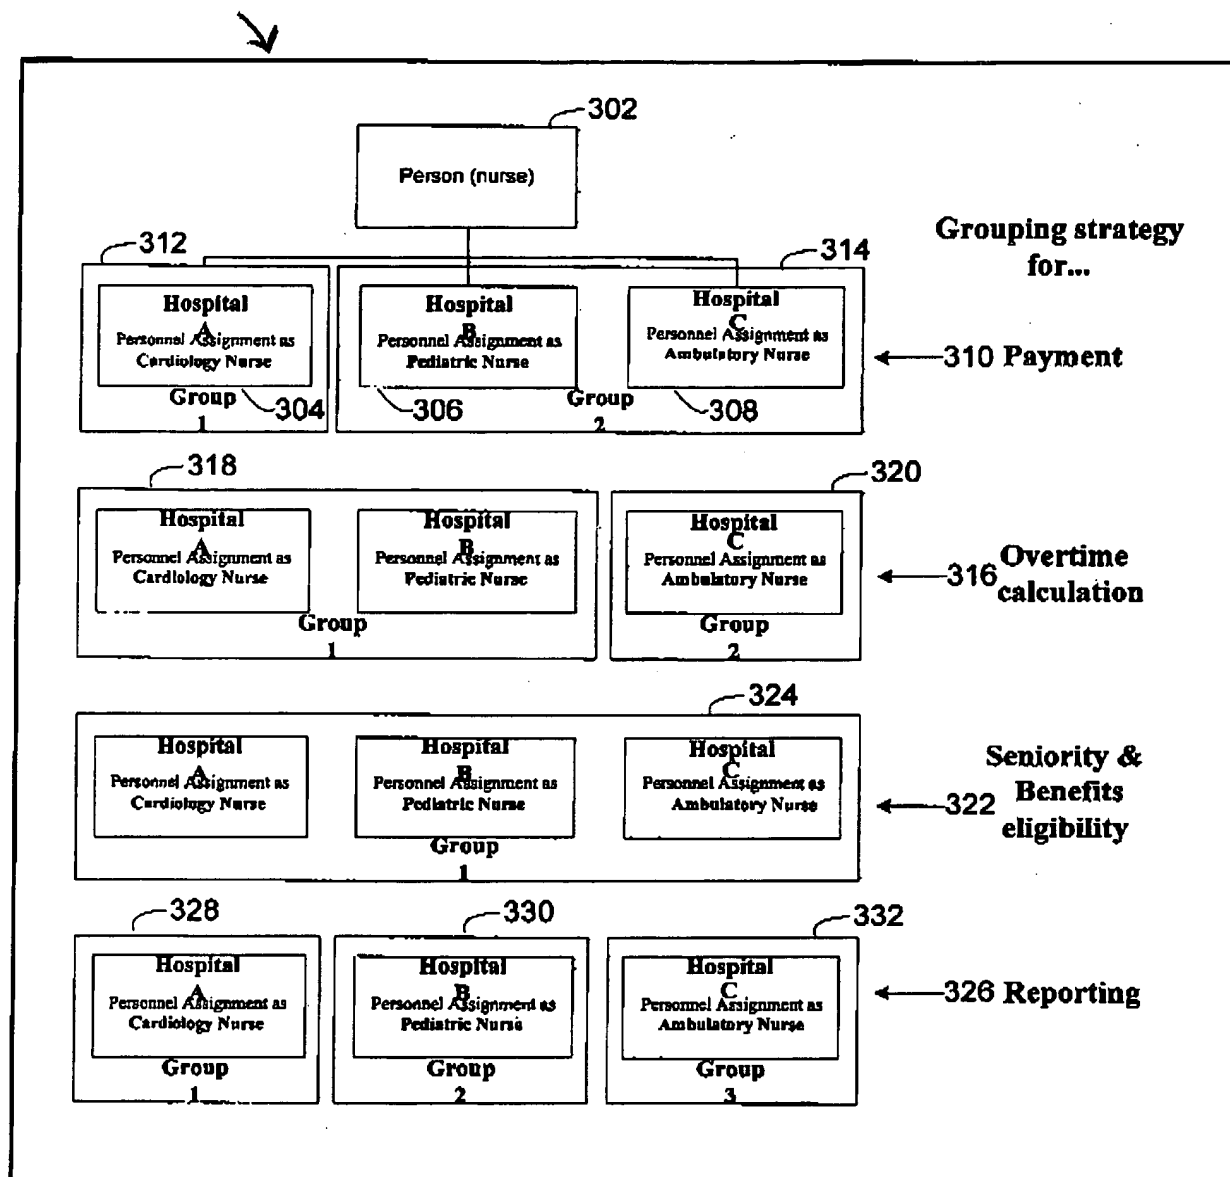 302
Person (nurse)
Grouping strategy
for...
312
314
Hospital
A
Personnel Assignment as
Cardiology Nurse
Group
1
304
Hospital
B
Personnel Assignment as
Pediatric Nurse
306
Hospital
C
Personnel Assignment as
Ambulatory Nurse
308
Group
2
310 Payment
318
320
Hospital
A
Personnel Assignment as
Cardiology Nurse
Hospital
B
Personnel Assignment as
Pediatric Nurse
Group
1
Hospital
C
Personnel Assignment as
Ambulatory Nurse
Group
2
316 Overtime
calculation
324
Hospital
A
Personnel Assignment as
Cardiology Nurse
Hospital
B
Personnel Assignment as
Pediatric Nurse
Hospital
C
Personnel Assignment as
Ambulatory Nurse
Group
1
Seniority &
322 Benefits
eligibility
328
330
332
Hospital
A
Personnel Assignment as
Cardiology Nurse
Group
1
Hospital
B
Personnel Assignment as
Pediatric Nurse
Group
2
Hospital
C
Personnel Assignment as
Ambulatory Nurse
Group
3
326 Reporting